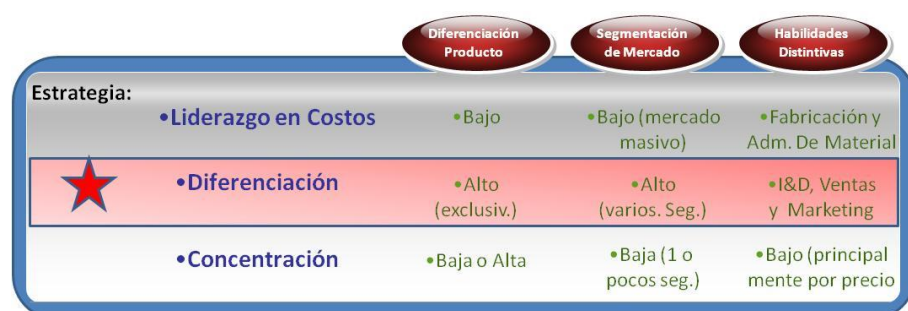 Diferenciación
Producto
Segmentación
de Mercado
Habilidades
Distintivas
Estrategia:
•Liderazgo en Costos
•Bajo
•Bajo (mercado
masivo)
•Fabricación y
Adm. De Material
•Diferenciación
•Alto
(exclusiv.)
•Alto
(varios. Seg.)
•I&D, Ventas
y Marketing
•Concentración
•Baja o Alta
•Baja (1 o
pocos seg.)
•Bajo (principal
mente por precio